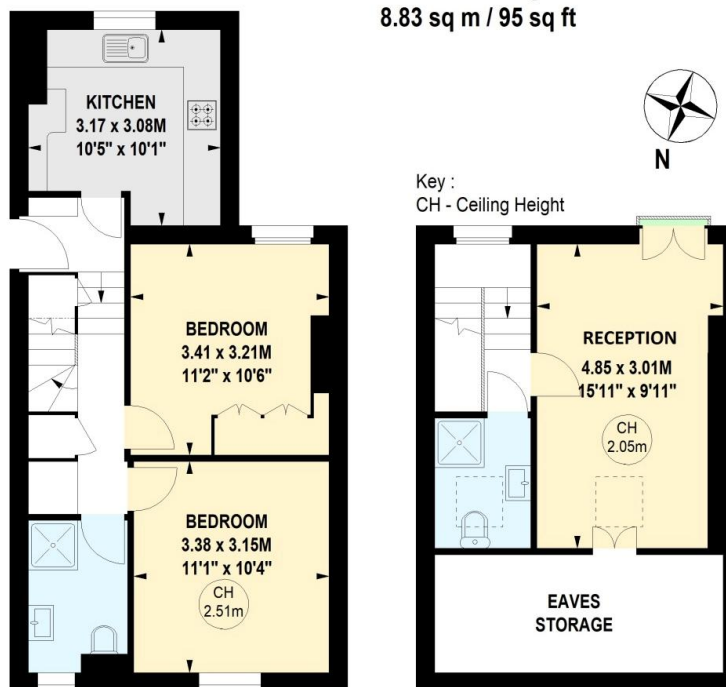 8.83 sq m / 95 sq ft
KITCHEN
3.17 x 3.08M
10'5" x 10'1"
N
Key :
CH - Ceiling Height
BEDROOM
3.41 x 3.21M
11'2" x 10'6"
BEDROOM
3.38 x 3.15M
11'1" x 10'4"
CH
2.51m
RECEPTION
4.85 x 3.01M
15'11" x 9'11"
CH
2.05m
EAVES
STORAGE